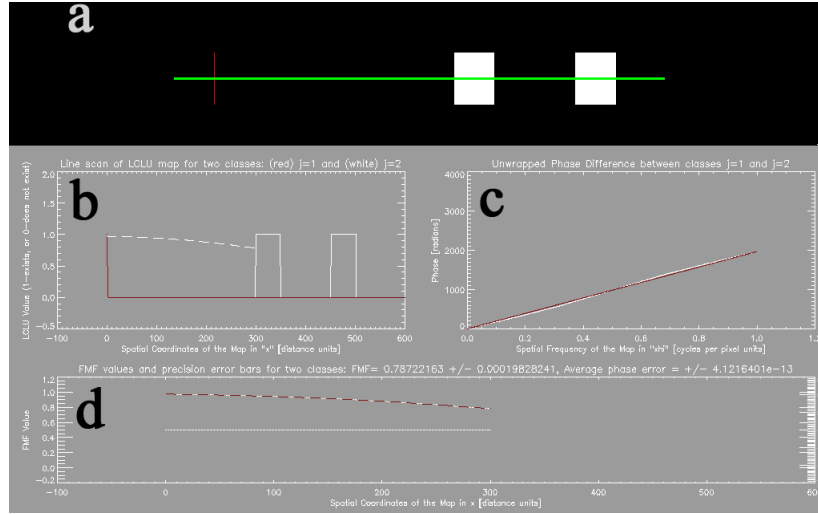 a
Line scan of LCLU map for two classes: (red) j=1 and (white) j=2
LCLU Value (1-exists, or 0-does not exist)
2.0
1.5
1.0
0.5
0.0
-0.5
b
-100 0 100 200 300 400 500 600
Spatial Coordinates of the Map in "x" [distance units]
Unwrapped Phase Difference between classes j=1 and j=2
Phase [radians]
4000
3000
2000
1000
0
c
0.0 0.2 0.4 0.6 0.8 1.0 1.2
Spatial Frequency of the Map in "xhi" [cycles per pixel units]
FMF values and precision error bars for two classes: FMF= 0.78722163 +/- 0.00019828241, Average phase error = +/- 4.1216401e-13
FMF Value
1.2
1.0
0.8
0.6
0.4
0.2
0.0
-0.2
d
-100 0 100 200 300 400 500 600
Spatial Coordinates of the Map in x [distance units]